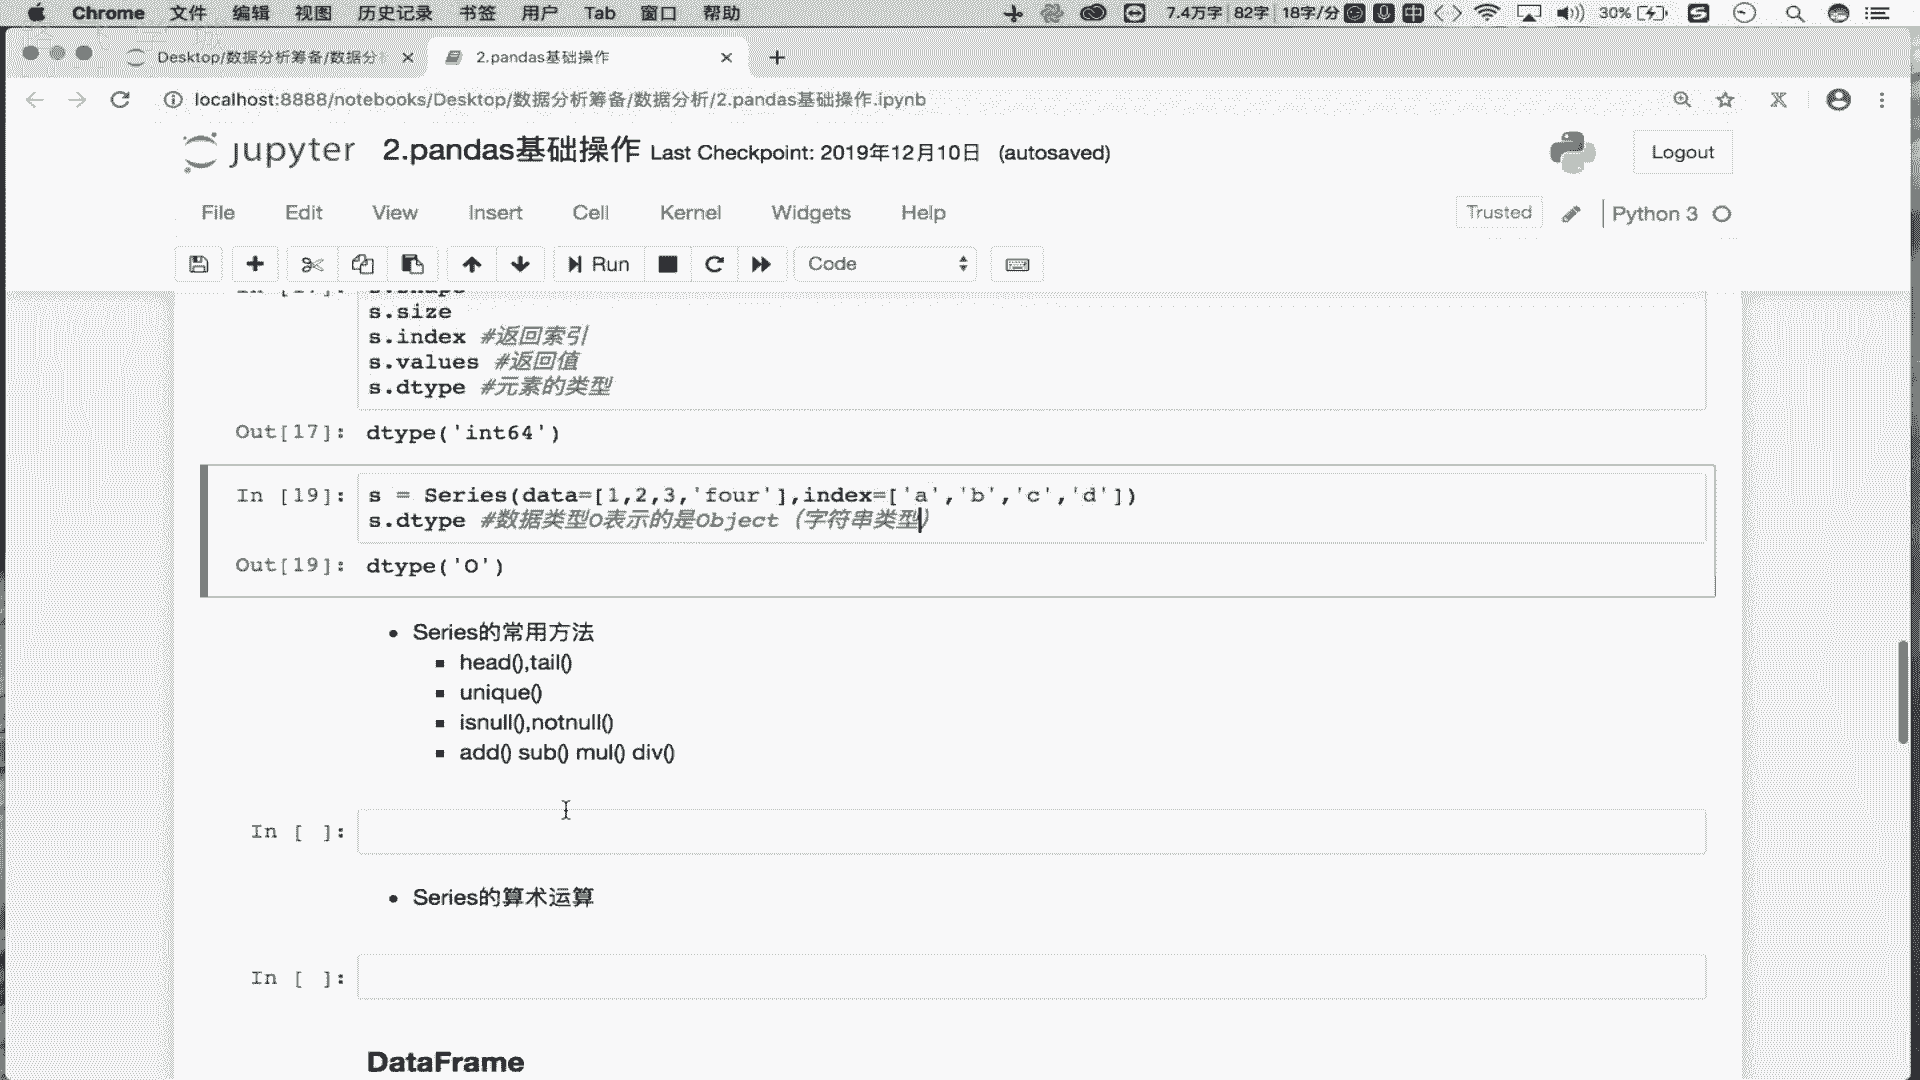 Chrome 文件 编辑 视图 历史记录 书签 用户 Tab 窗口 帮助 7.4万字 82字 18字/分 中 30%
Desktop/数据分析筹备/数据分 2.pandas基础操作
localhost:8888/notebooks/Desktop/数据分析筹备/数据分析/2.pandas基础操作.ipynb
jupyter 2.pandas基础操作 Last Checkpoint: 2019年12月10日 (autosaved) Logout
File Edit View Insert Cell Kernel Widgets Help Trusted Python 3
Run Code
s.size
s.index #返回索引
s.values #返回值
s.dtype #元素的类型
Out[17]: dtype('int64')
In [19]: s = Series(data=[1,2,3,'four'],index=['a','b','c','d'])
s.dtype #数据类型O表示的是Object（字符串类型）
Out[19]: dtype('O')
Series的常用方法
head(),tail()
unique()
isnull(),notnull()
add() sub() mul() div()
In [ ]:
Series的算术运算
In [ ]:
DataFrame